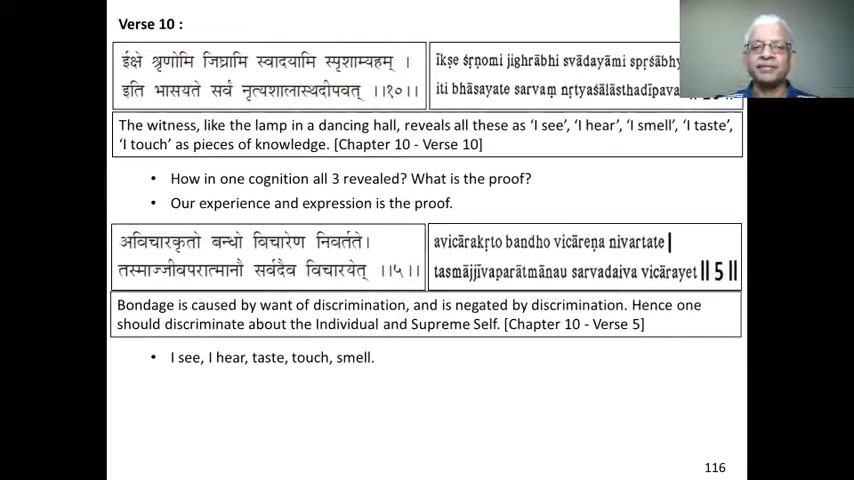 Verse 10 :
ईक्षे श्रृणोमि जिघ्रामि स्वादयामि स्पृशाम्यहम् ।
इति भासयते सर्वं नृत्यशालास्थदीपवत् ।।१०।।
īkṣe śrṇomi jighrābhi svādayāmi
iti bhāsayate sarvaṃ
The witness, like the lamp in a dancing hall, reveals all these as ‘I see’, ‘I hear’, ‘I smell’, ‘I taste’,
‘I touch’ as pieces of knowledge. [Chapter 10 - Verse 10]
• How in one cognition all 3 revealed? What is the proof?
• Our experience and expression is the proof.
अविचारकृतो बन्धो विचारेण निवर्तते।
तस्माज्जीवपरात्मानौ सर्वदैव विचारयेत् ।।५।।
avicārakṛto bandho vicāreṇa nivartate |
tasmājjīvaparātmānau sarvadaiva vicārayet || 5 ||
Bondage is caused by want of discrimination, and is negated by discrimination. Hence one
should discriminate about the Individual and Supreme Self. [Chapter 10 - Verse 5]
• I see, I hear, taste, touch, smell.
116